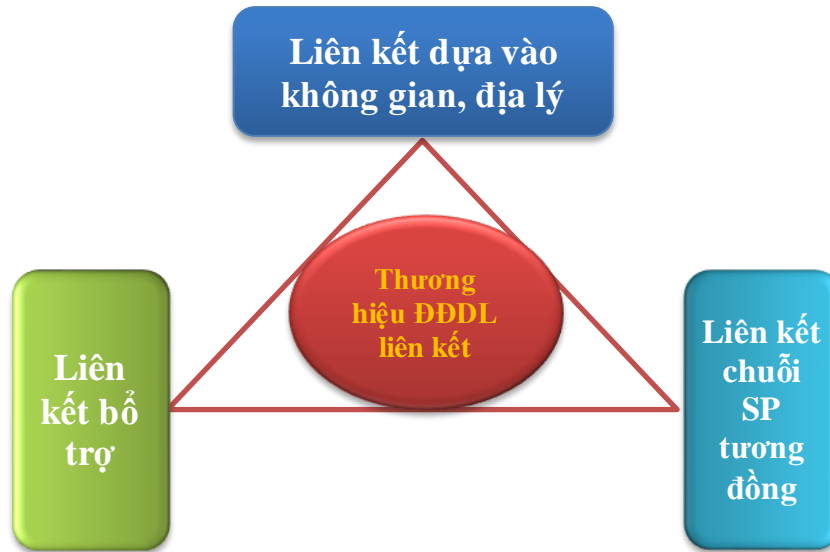 Liên kết dựa vào
không gian, địa lý
Thương
hiệu ĐĐDL
liên kết
Liên
kết bổ
trợ
Liên kết
chuỗi
SP
tương
đồng